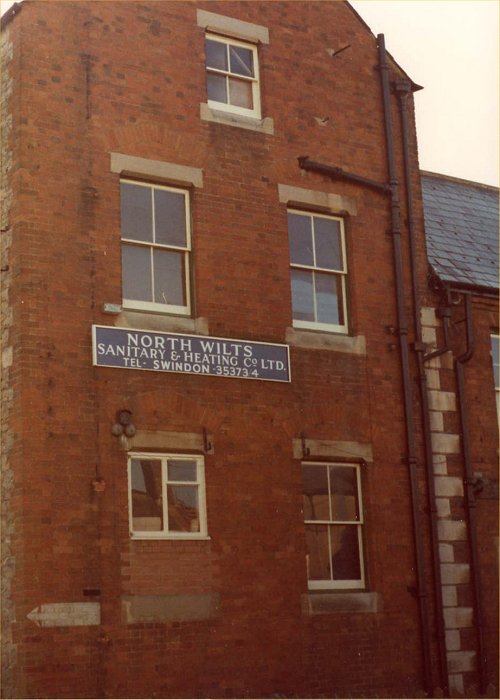 NORTH WILTS
SANITARY & HEATING CO LTD.
TEL- SWINDON -35373-4